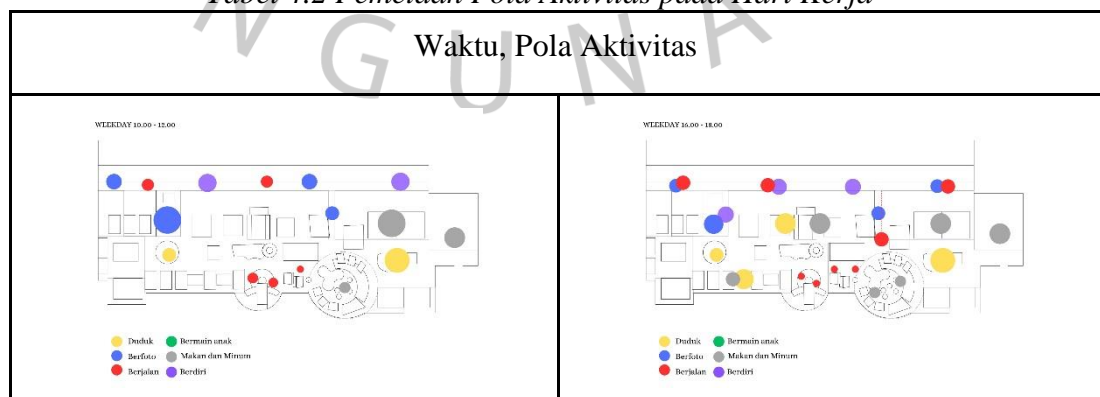 Tabel 4.2 Pemetaan Pola Aktivitas pada Hari Kerja
NGUNA
Waktu, Pola Aktivitas
WEEKDAY 10.00 - 12.00
Duduk Bermain anak
Berfoto Makan dan Minum
Berjalan Berdiri
WEEKDAY 16.00 - 18.00
Duduk Bermain anak
Berfoto Makan dan Minum
Berjalan Berdiri